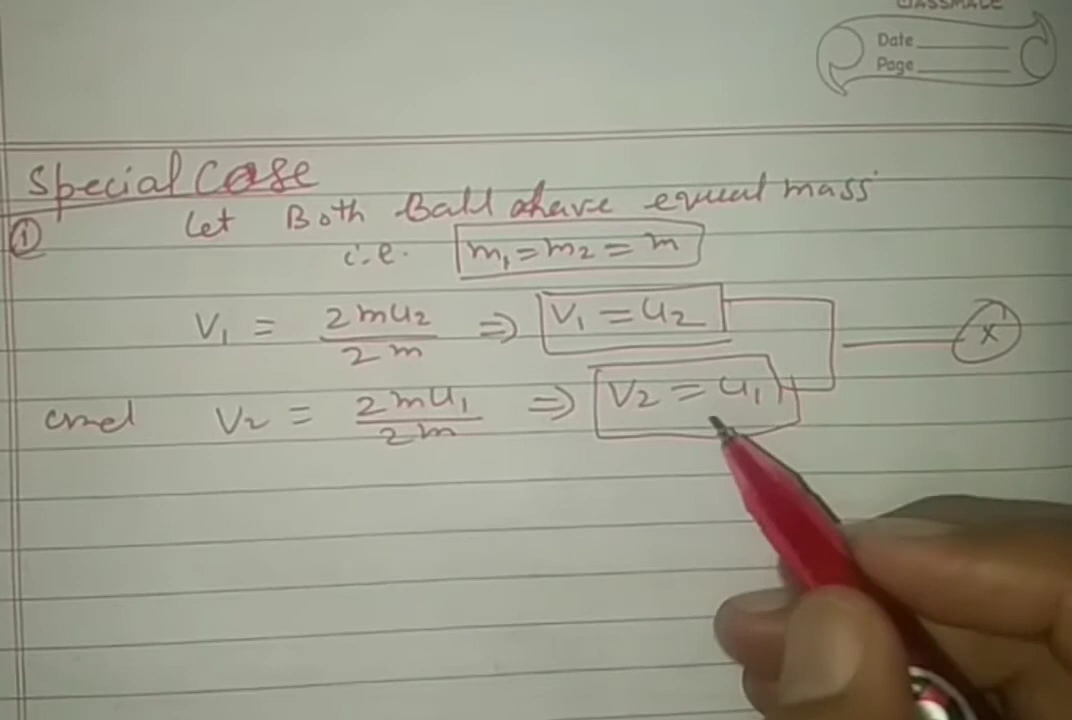 CLASSMATE
Date
Page
Special Case
① Let Both Ball have equal mass
i.e. m₁ = m₂ = m
V₁ = 2mu₂ / 2m ⇒ V₁ = u₂
and V₂ = 2mu₁ / 2m ⇒ V₂ = u₁
X